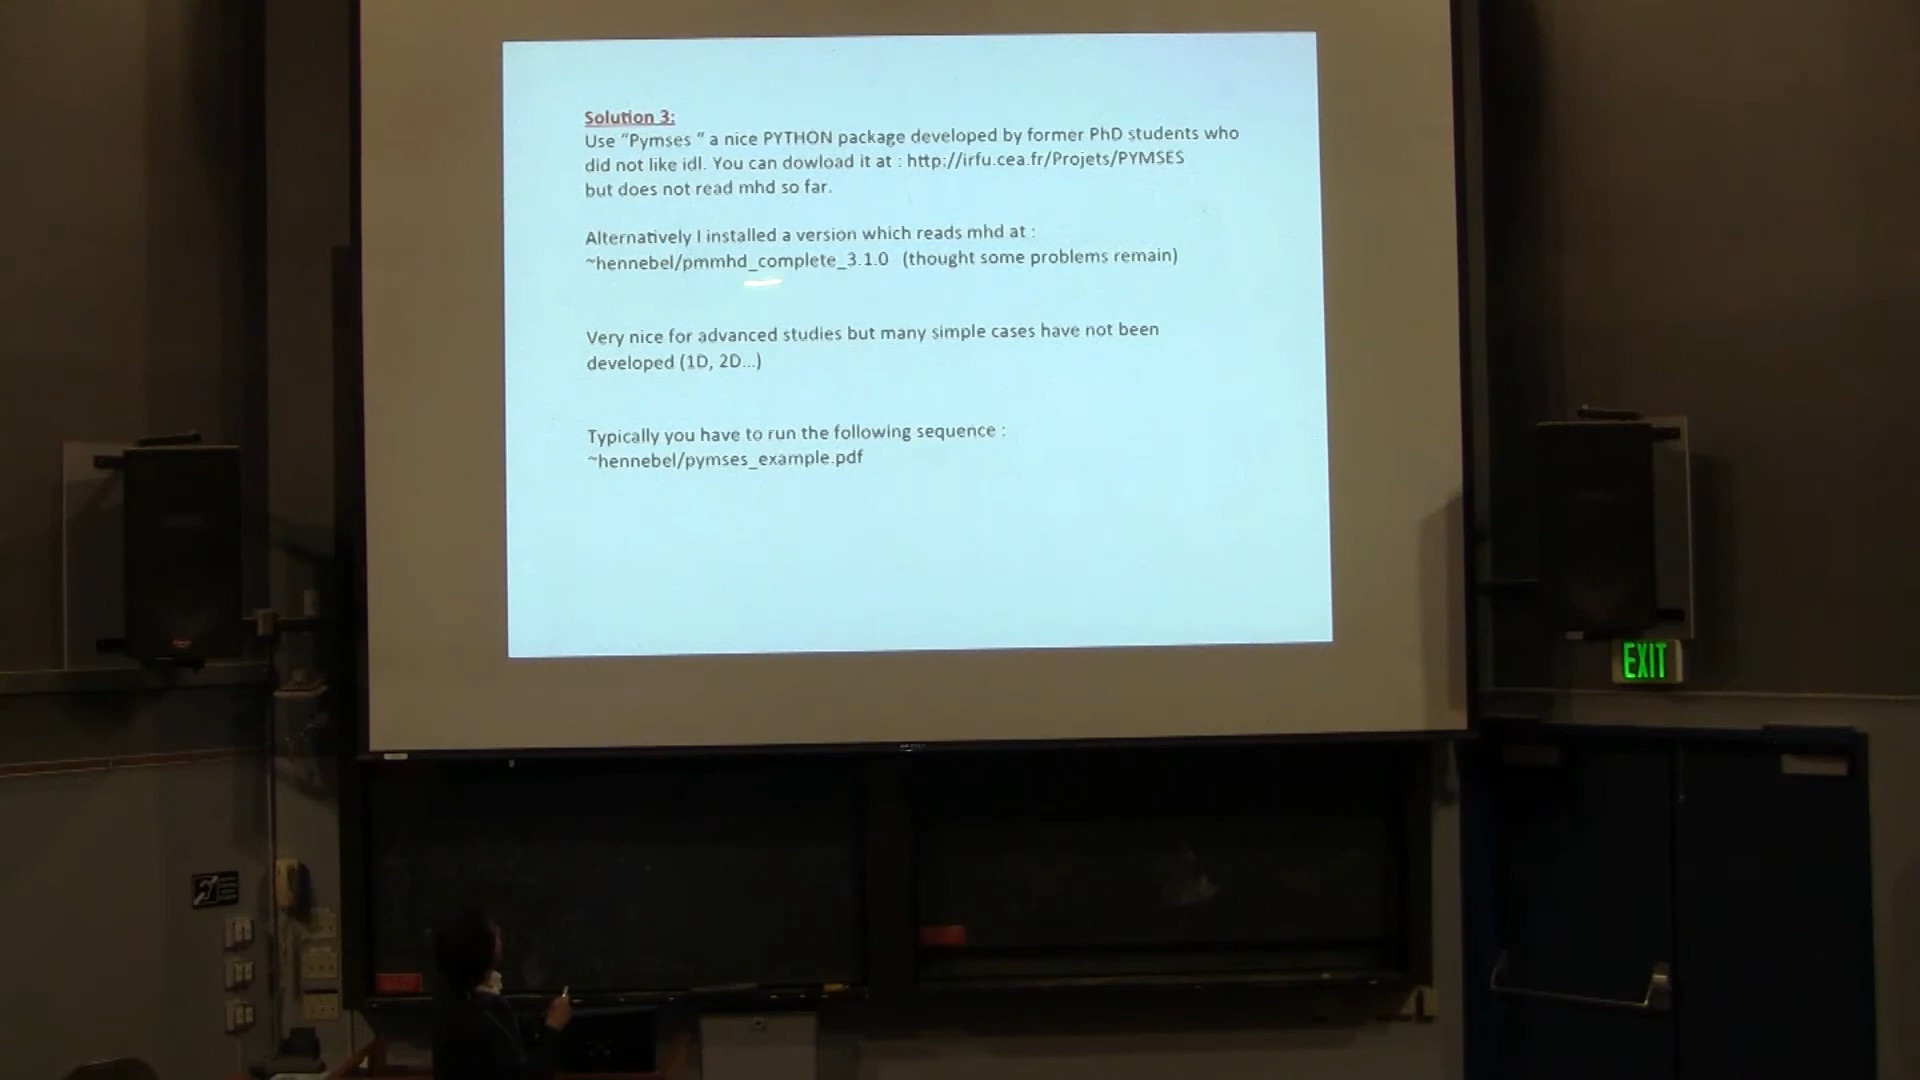 Solution 3:
Use “Pymses “ a nice PYTHON package developed by former PhD students who
did not like idl. You can dowload it at : http://irfu.cea.fr/Projets/PYMSES
but does not read mhd so far.
Alternatively I installed a version which reads mhd at :
~hennebel/pmmhd_complete_3.1.0 (thought some problems remain)
Very nice for advanced studies but many simple cases have not been
developed (1D, 2D...)
Typically you have to run the following sequence :
~hennebel/pymses_example.pdf
EXIT